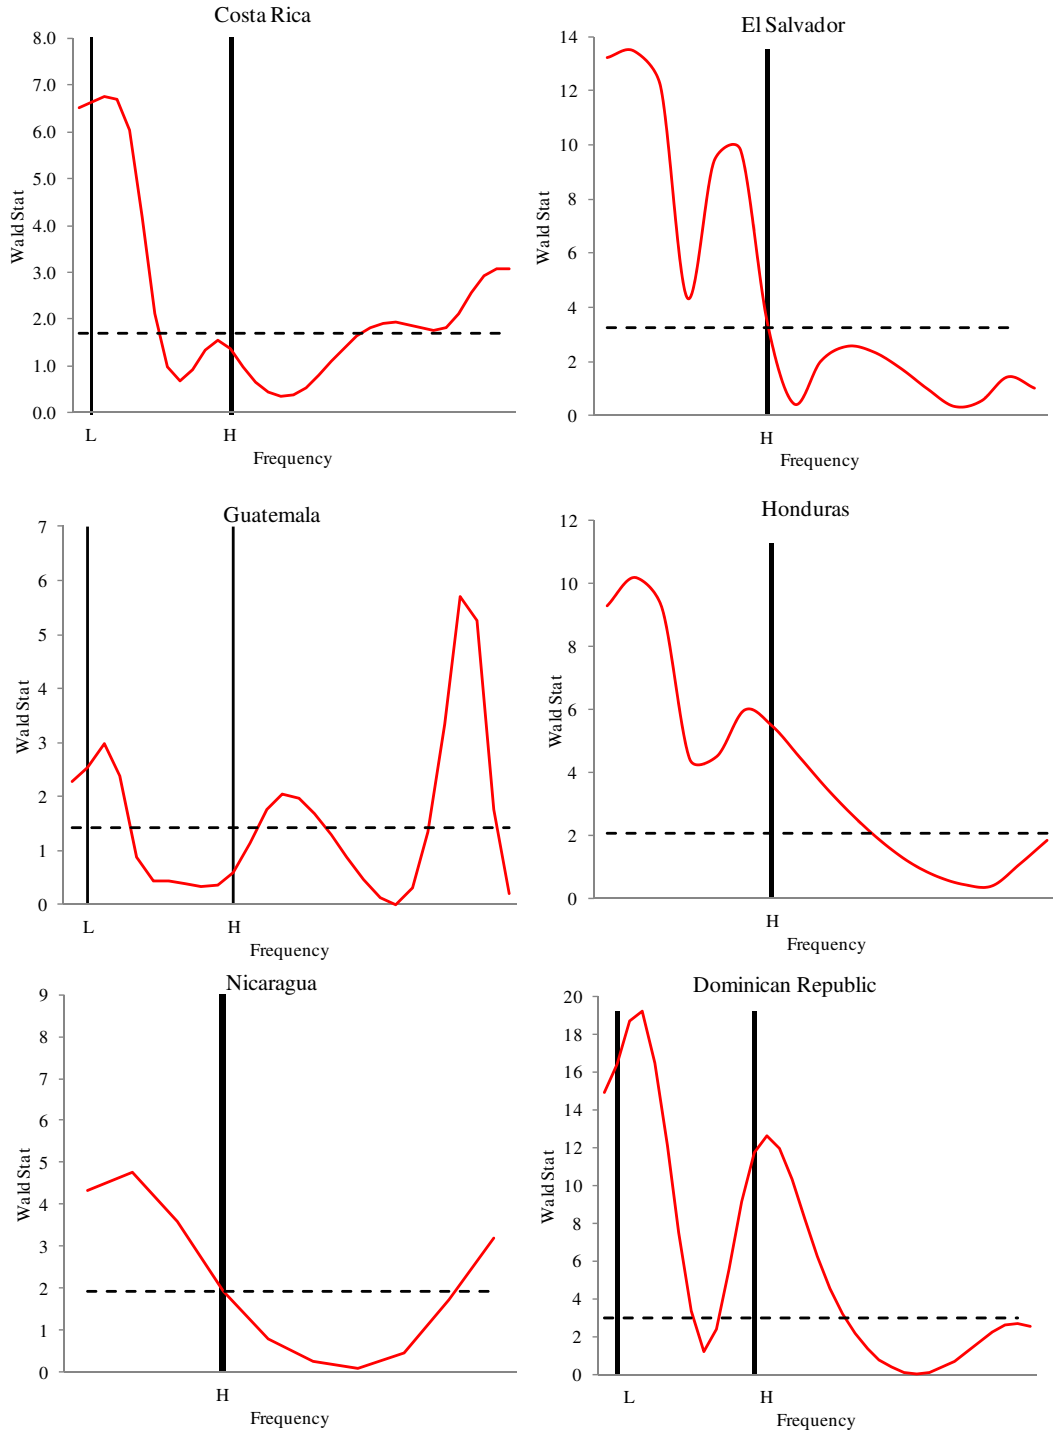 Costa Rica
8.0
7.0
6.0
5.0
4.0
3.0
2.0
1.0
0.0
Wald Stat
L H
Frequency
El Salvador
14
12
10
8
6
4
2
0
Wald Stat
H
Frequency
Guatemala
7
6
5
4
3
2
1
0
Wald Stat
L H
Frequency
Honduras
12
10
8
6
4
2
0
Wald Stat
H
Frequency
Nicaragua
9
8
7
6
5
4
3
2
1
0
Wald Stat
H
Frequency
Dominican Republic
20
18
16
14
12
10
8
6
4
2
0
Wald Stat
L H
Frequency